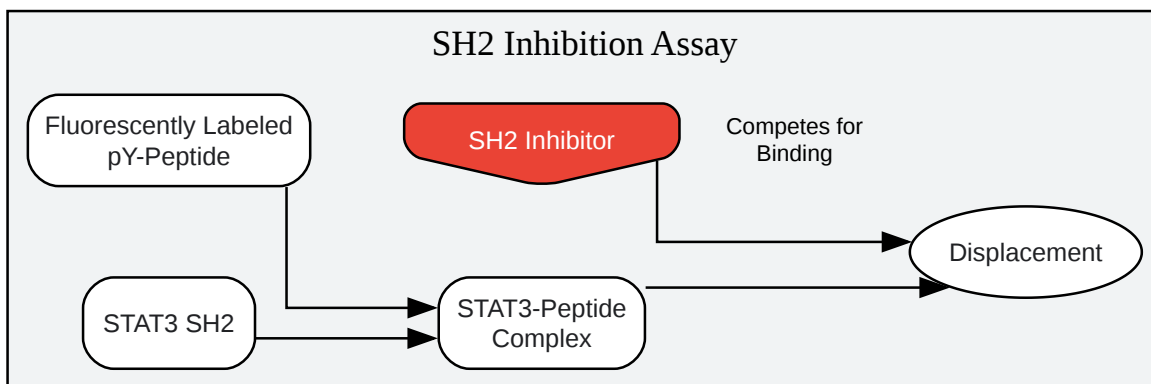 SH2 Inhibition Assay
Fluorescently Labeled
pY-Peptide
SH2 Inhibitor
Competes for
Binding
Displacement
STAT3 SH2
STAT3-Peptide
Complex